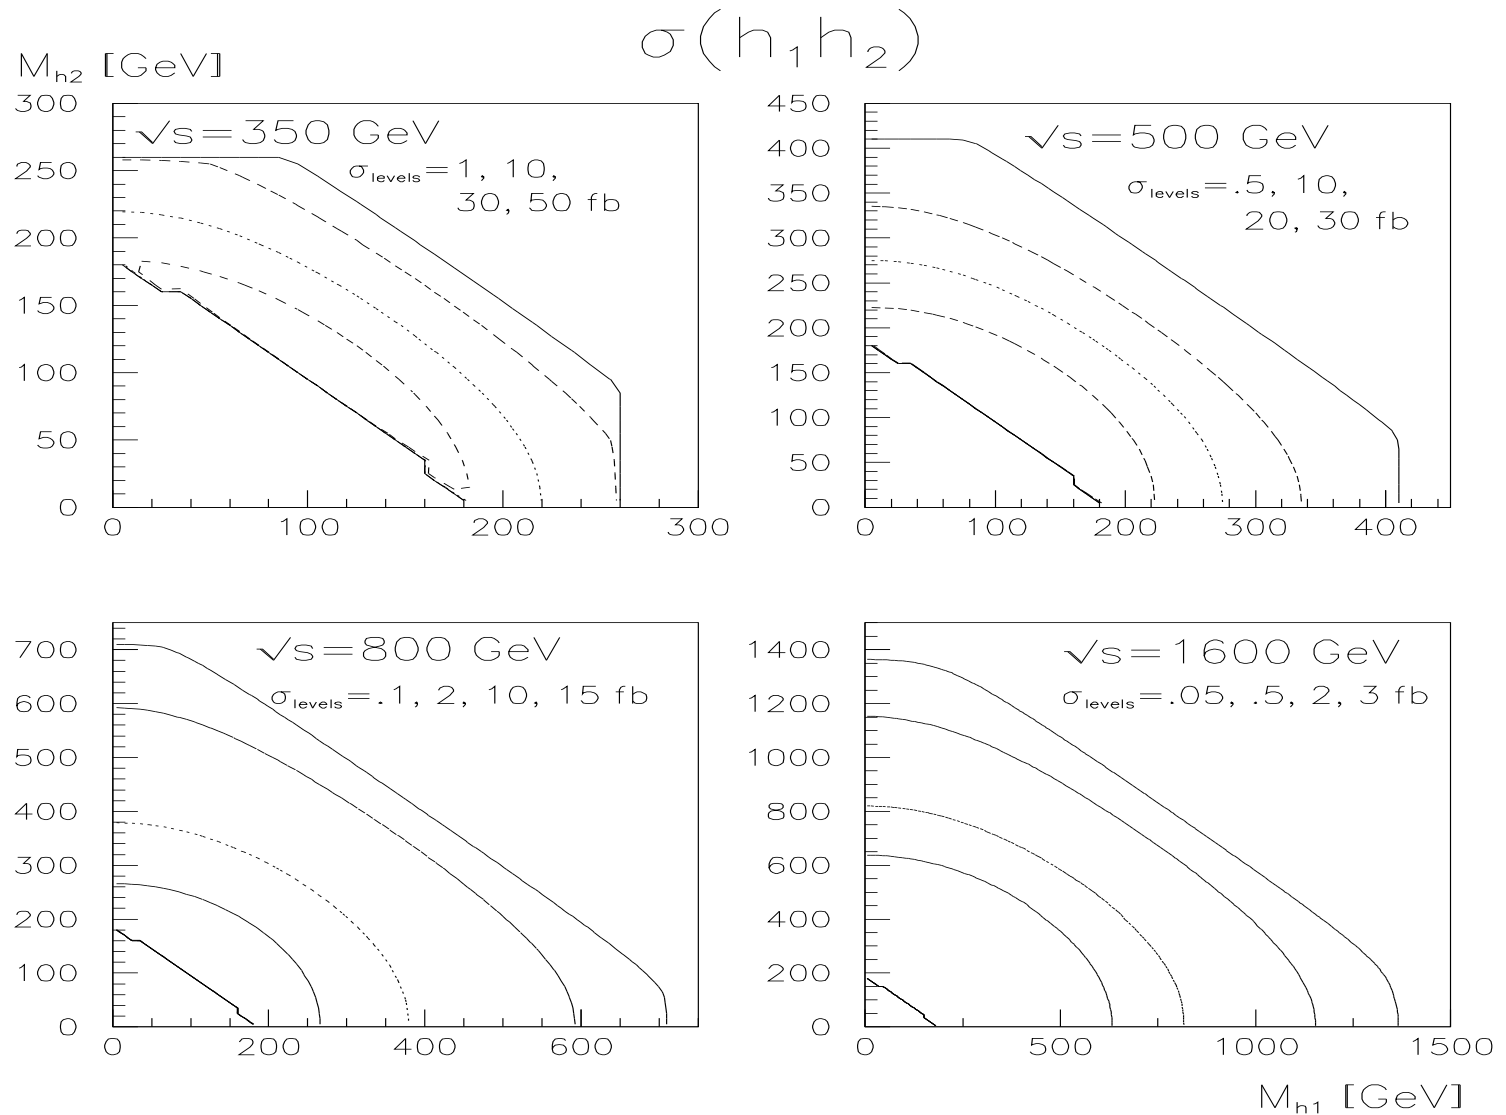 σ(h1h2)
Mh2 [GeV]
√s=350 GeV
σlevels=1, 10,
30, 50 fb
300
250
200
150
100
50
0
0 100 200 300
√s=500 GeV
σlevels=.5, 10,
20, 30 fb
450
400
350
300
250
200
150
100
50
0
0 100 200 300 400
√s=800 GeV
σlevels=.1, 2, 10, 15 fb
700
600
500
400
300
200
100
0
0 200 400 600
√s=1600 GeV
σlevels=.05, .5, 2, 3 fb
1400
1200
1000
800
600
400
200
0
0 500 1000 1500
Mh1 [GeV]